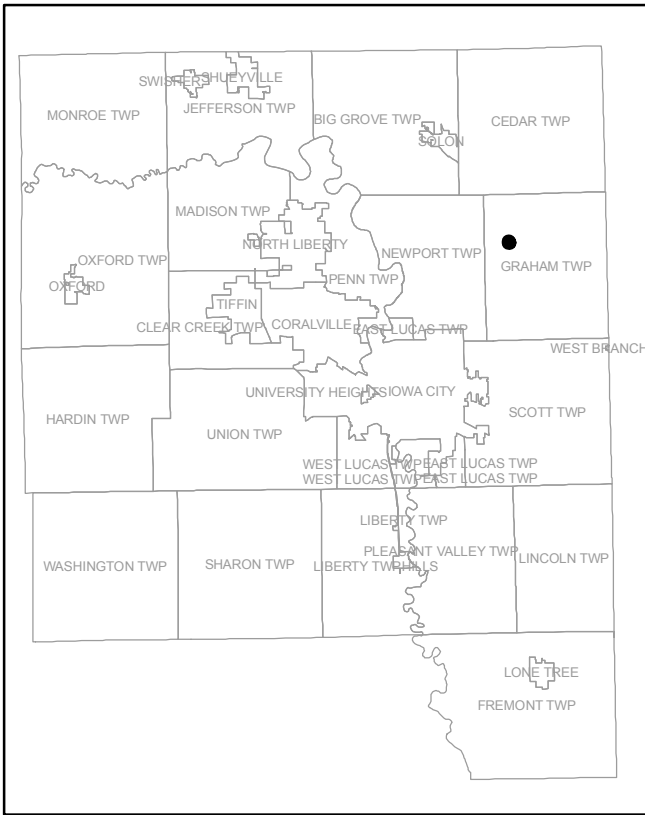 SWISHER
SHUEYVILLE
MONROE TWP
JEFFERSON TWP
BIG GROVE TWP
CEDAR TWP
SOLON
MADISON TWP
NORTH LIBERTY
NEWPORT TWP
OXFORD TWP
GRAHAM TWP
PENN TWP
OXFORD
TIFFIN
CLEAR CREEK TWP
CORALVILLE
EAST LUCAS TWP
WEST BRANCH
UNIVERSITY HEIGHTS
IOWA CITY
HARDIN TWP
SCOTT TWP
UNION TWP
WEST LUCAS TWP
EAST LUCAS TWP
WEST LUCAS TWP
EAST LUCAS TWP
LIBERTY TWP
PLEASANT VALLEY TWP
WASHINGTON TWP
SHARON TWP
LIBERTY TWP
HILLS
LINCOLN TWP
LONE TREE
FREMONT TWP